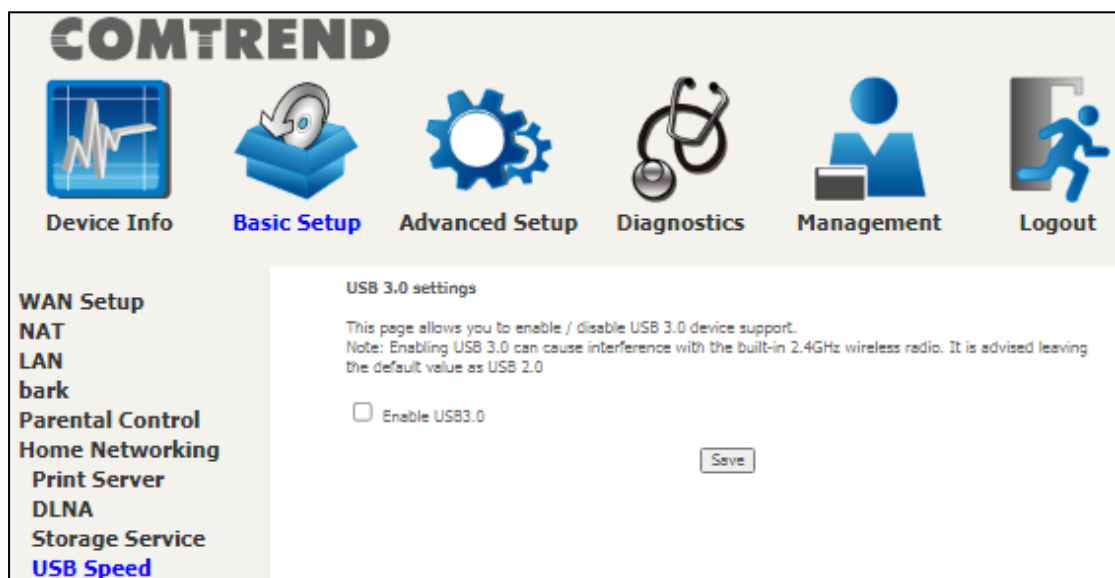 COMTREND
Device Info
Basic Setup
Advanced Setup
Diagnostics
Management
Logout
WAN Setup
NAT
LAN
bark
Parental Control
Home Networking
Print Server
DLNA
Storage Service
USB Speed
USB 3.0 settings
This page allows you to enable / disable USB 3.0 device support.
Note: Enabling USB 3.0 can cause interference with the built-in 2.4GHz wireless radio. It is advised leaving
the default value as USB 2.0
Enable USB3.0
Save